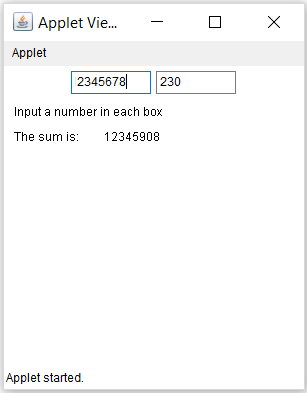 Applet Vie...
Applet
2345678 230
Input a number in each box
The sum is: 12345908
Applet started.